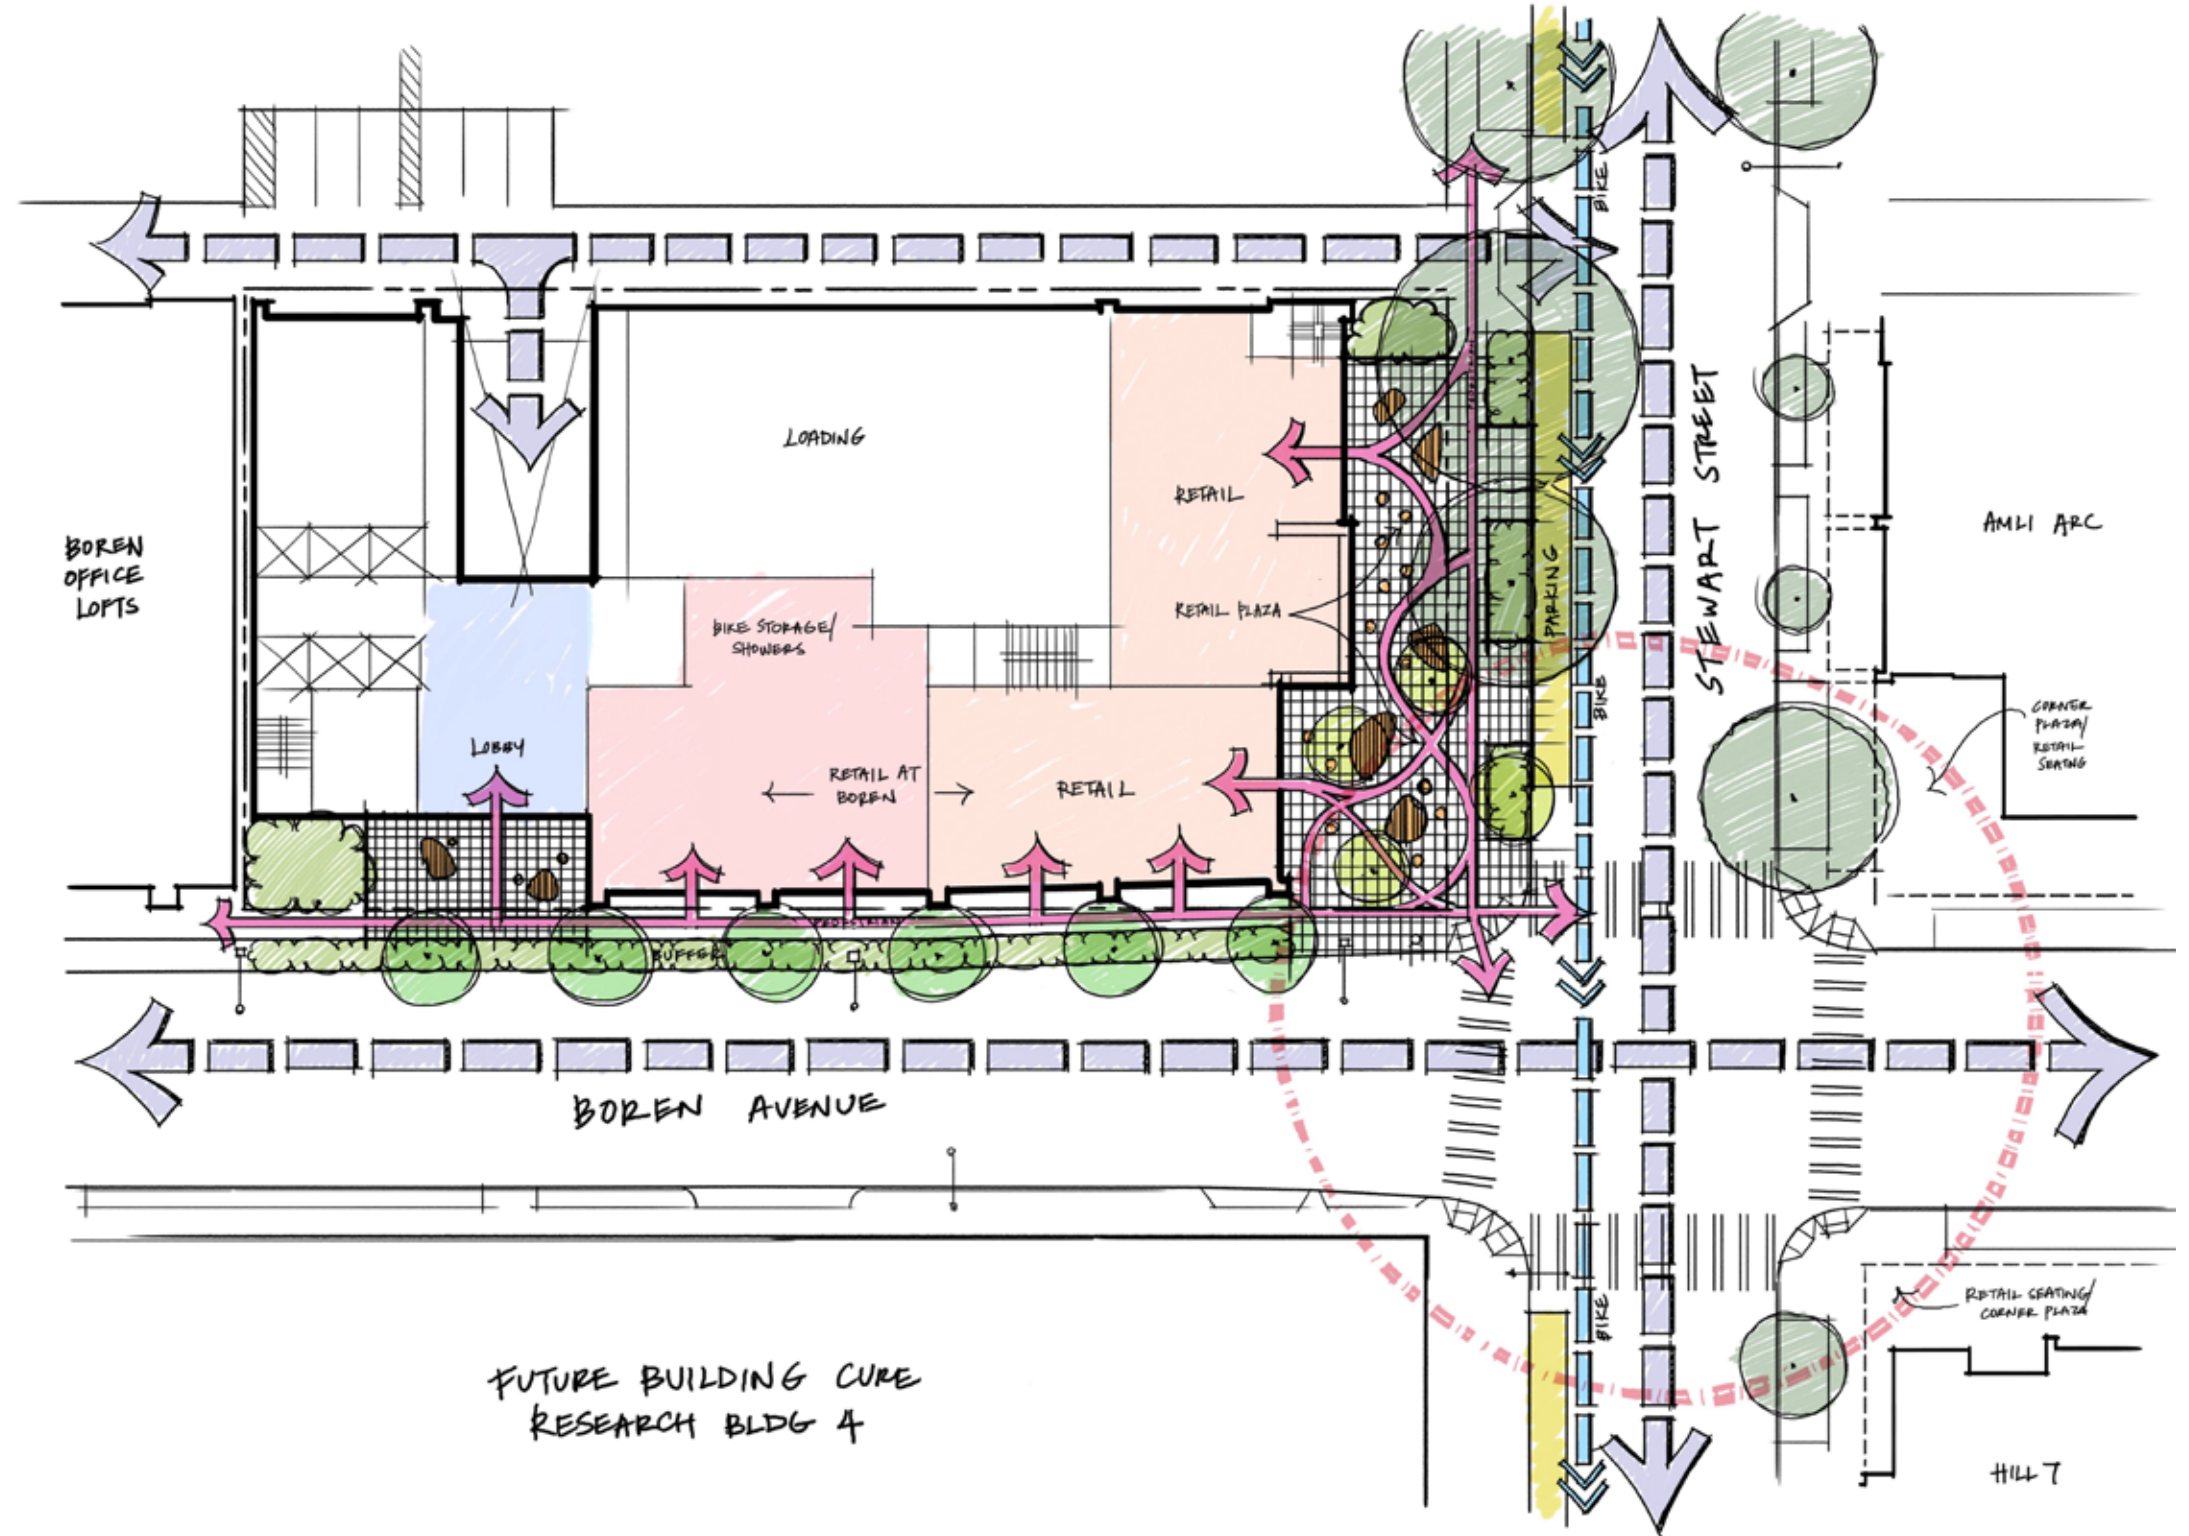 BIKE
LOADING
RETAIL
STEWART STREET
AMLI ARC
BOREN
OFFICE
LOFTS
PARKING
RETAIL PLAZA
BIKE STORAGE/
SHOWERS
BIKE
CORNER
PLAZA/
RETAIL
SEATNG
LOBBY
RETAIL AT
BOREN
RETAIL
PEDESTRIAN
BUFFER
BOREN AVENUE
BIKE
RETAIL SEATING/
CORNER PLAZA
FUTURE BUILDING CURE
RESEARCH BLDG 4
HILL 7